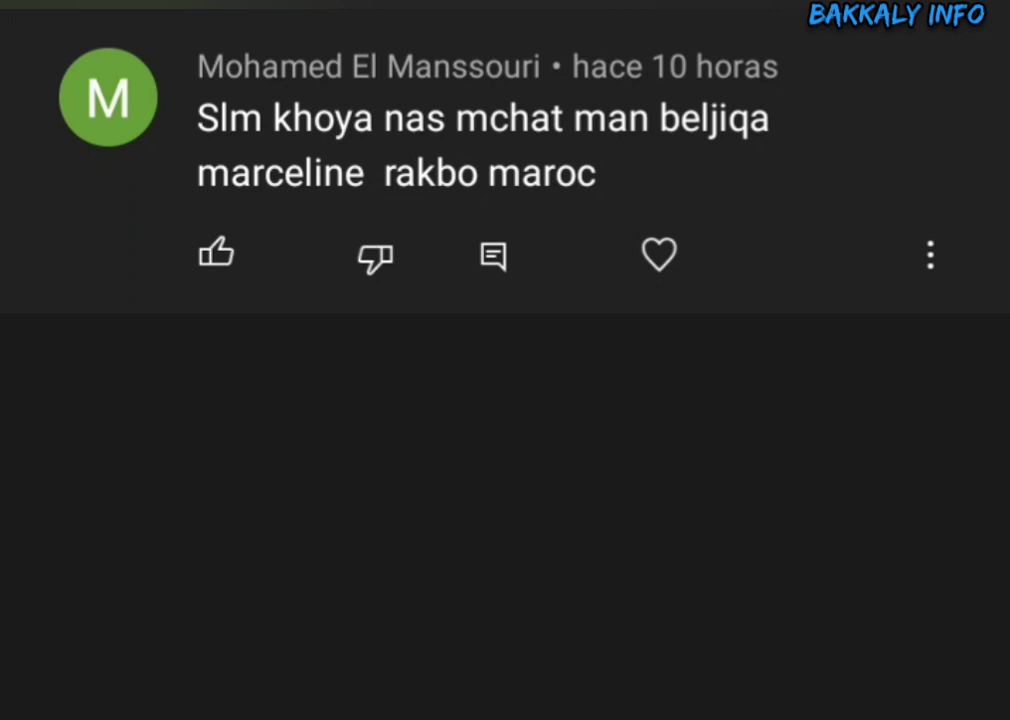 BAKKALY INFO
M
Mohamed El Manssouri • hace 10 horas
Slm khoya nas mchat man beljiqa
marceline rakbo maroc